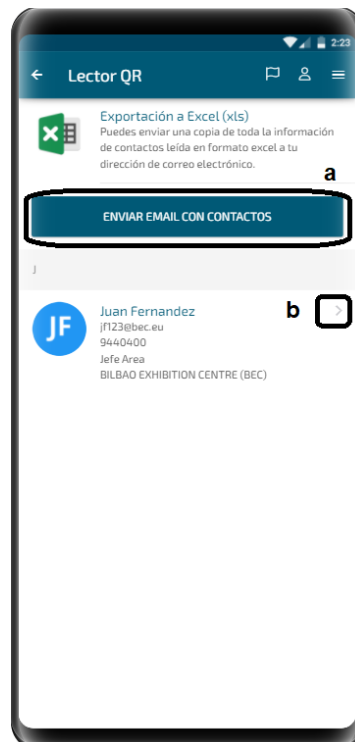 2:23
Lector QR
Exportación a Excel (xls)
Puedes enviar una copia de toda la información
de contactos leída en formato excel a tu
dirección de correo electrónico.
a
ENVIAR EMAIL CON CONTACTOS
J
JF
Juan Fernandez
b
jf123@bec.eu
9440400
Jefe Area
BILBAO EXHIBITION CENTRE (BEC)